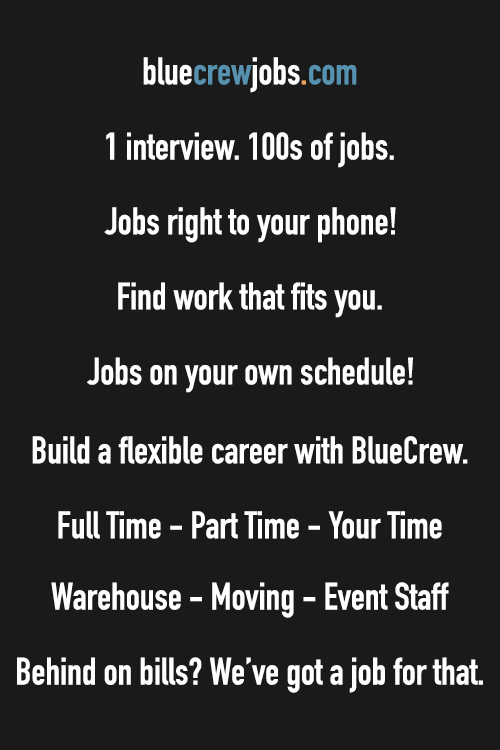 bluecrewjobs.com
1 interview. 100s of jobs.
Jobs right to your phone!
Find work that fits you.
Jobs on your own schedule!
Build a flexible career with BlueCrew.
Full Time - Part Time - Your Time
Warehouse - Moving - Event Staff
Behind on bills? We’ve got a job for that.